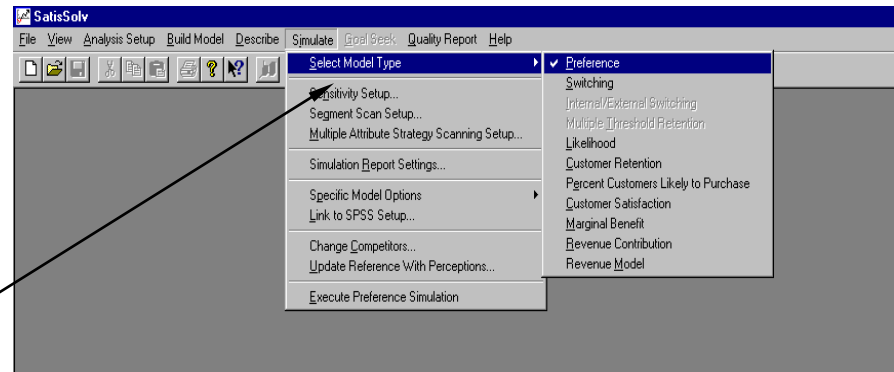 SatisSolv
File View Analysis Setup Build Model Describe Simulate Goal Seek Quality Report Help
Select Model Type
Sensitivity Setup...
Segment Scan Setup...
Multiple Attribute Strategy Scanning Setup...
Simulation Report Settings...
Specific Model Options
Link to SPSS Setup...
Change Competitors...
Update Reference With Perceptions...
Execute Preference Simulation
Preference
Switching
Internal/External Switching
Multiple Threshold Retention
Likelihood
Customer Retention
Percent Customers Likely to Purchase
Customer Satisfaction
Marginal Benefit
Revenue Contribution
Revenue Model